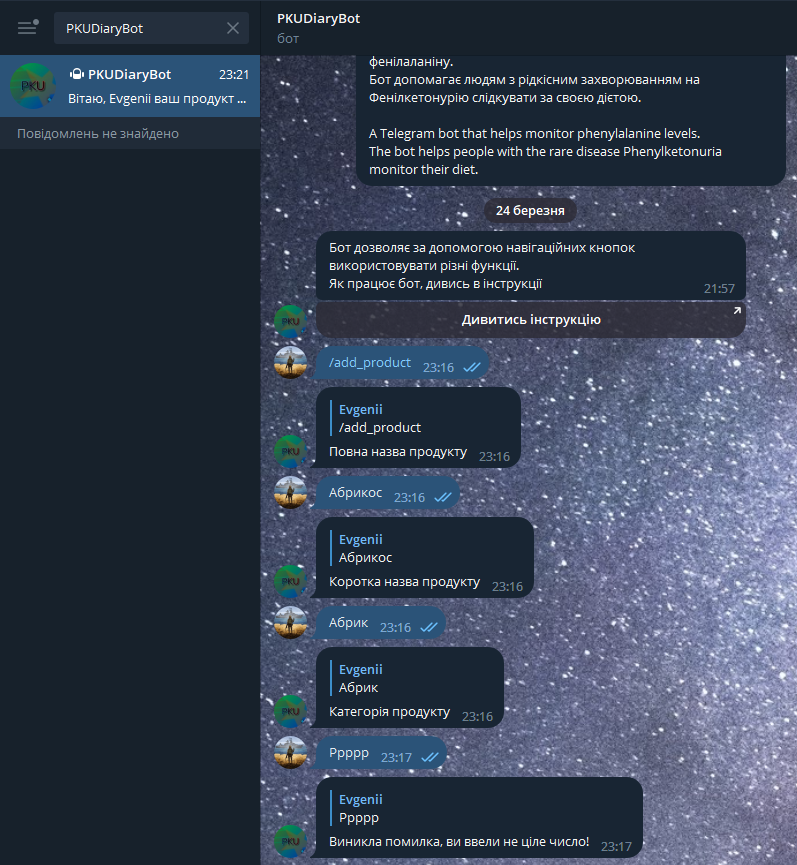 PKUDiaryBot
PKUDiaryBot
23:21
Вітаю, Evgenii ваш продукт ...
Повідомлень не знайдено
PKUDiaryBot
бот
фенілаланіну.
Бот допомагає людям з рідкісним захворюванням на
Фенілкетонурію слідкувати за своєю дієтою.
A Telegram bot that helps monitor phenylalanine levels.
The bot helps people with the rare disease Phenylketonuria
monitor their diet.
24 березня
Бот дозволяє за допомогою навігаційних кнопок
використовувати різні функції.
Як працює бот, дивись в інструкції
21:57
Дивитись інструкцію
/add_product 23:16
Evgenii
/add_product
Повна назва продукту 23:16
Абрикос 23:16
Evgenii
Абрикос
Коротка назва продукту 23:16
Абрик 23:16
Evgenii
Абрик
Категорія продукту 23:16
Ррррр 23:17
Evgenii
Ррррр
Виникла помилка, ви ввели не ціле число! 23:17
PKU
PKU
PKU
PKU
PKU
PKU